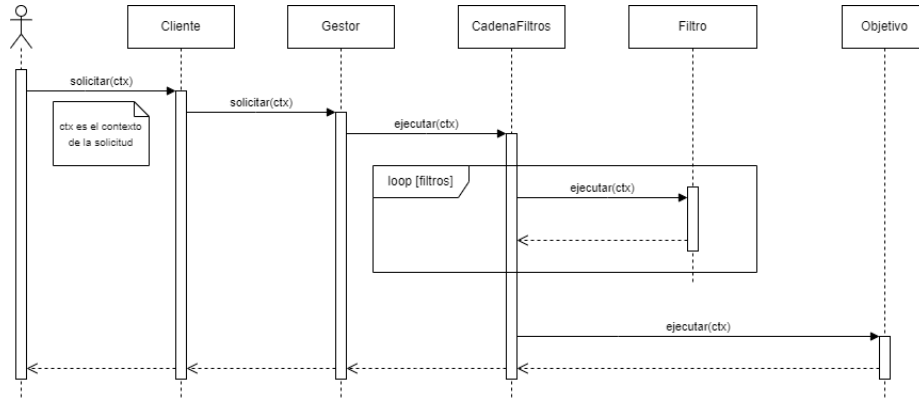 Cliente
Gestor
CadenaFiltros
Filtro
Objetivo
solicitar(ctx)
ctx es el contexto
de la solicitud
solicitar(ctx)
ejecutar(ctx)
loop [filtros]
ejecutar(ctx)
ejecutar(ctx)